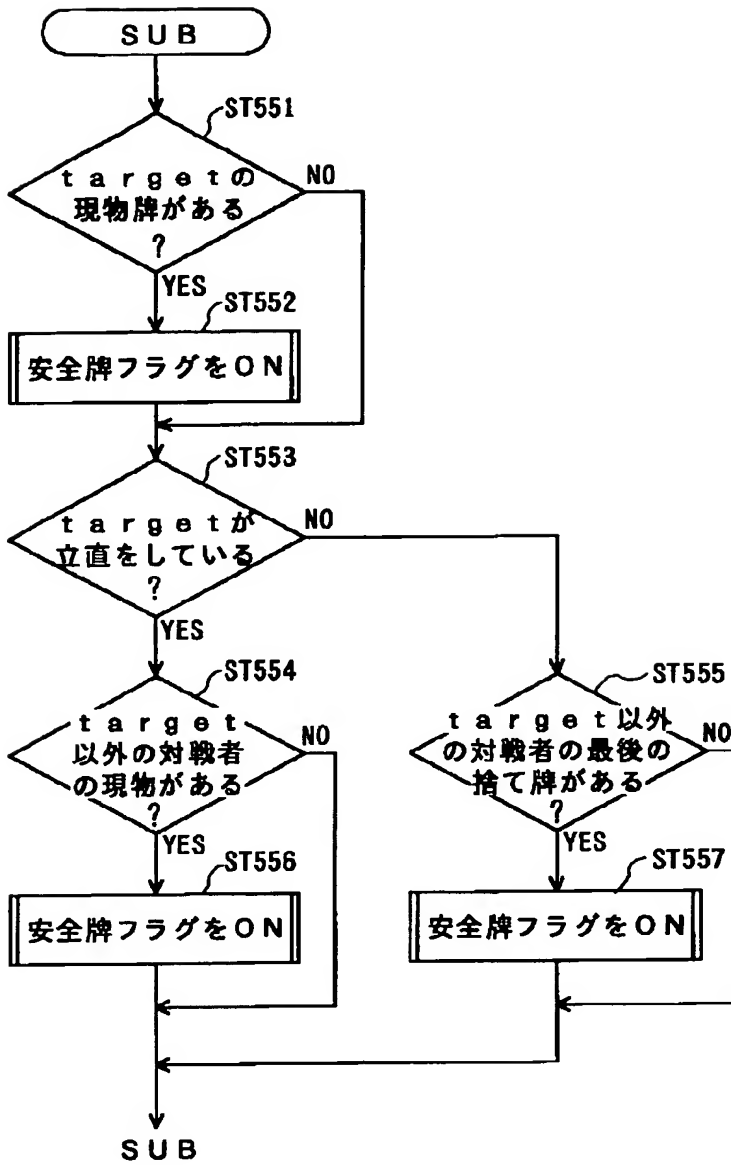 SUB
ST551
targetの
現物牌がある
?
NO
YES
ST552
安全牌フラグをON
ST553
targetが
立直をしている
?
NO
YES
ST554
target
以外の対戦者
の現物がある
?
NO
YES
ST555
target以外
の対戦者の最後の
捨て牌がある
?
NO
YES
ST556
安全牌フラグをON
ST557
安全牌フラグをON
SUB